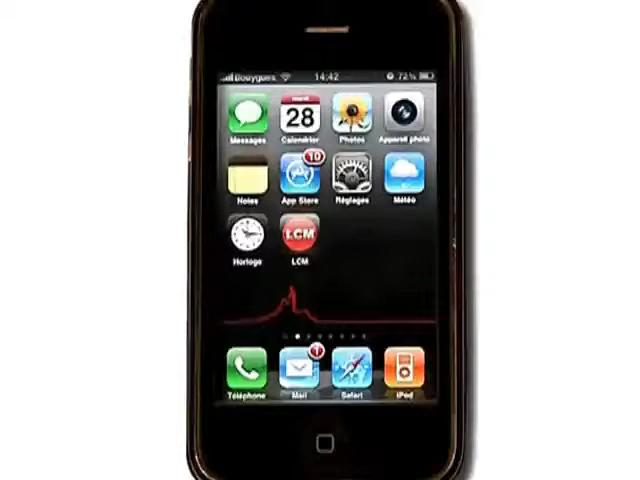 Bouygues 14:42 72%
mardi
28
Messages Calendrier Photos Appareil photo
10
Notes App Store Réglages Météo
LCM
Horloge LCM
1
Téléphone Mail Safari iPod